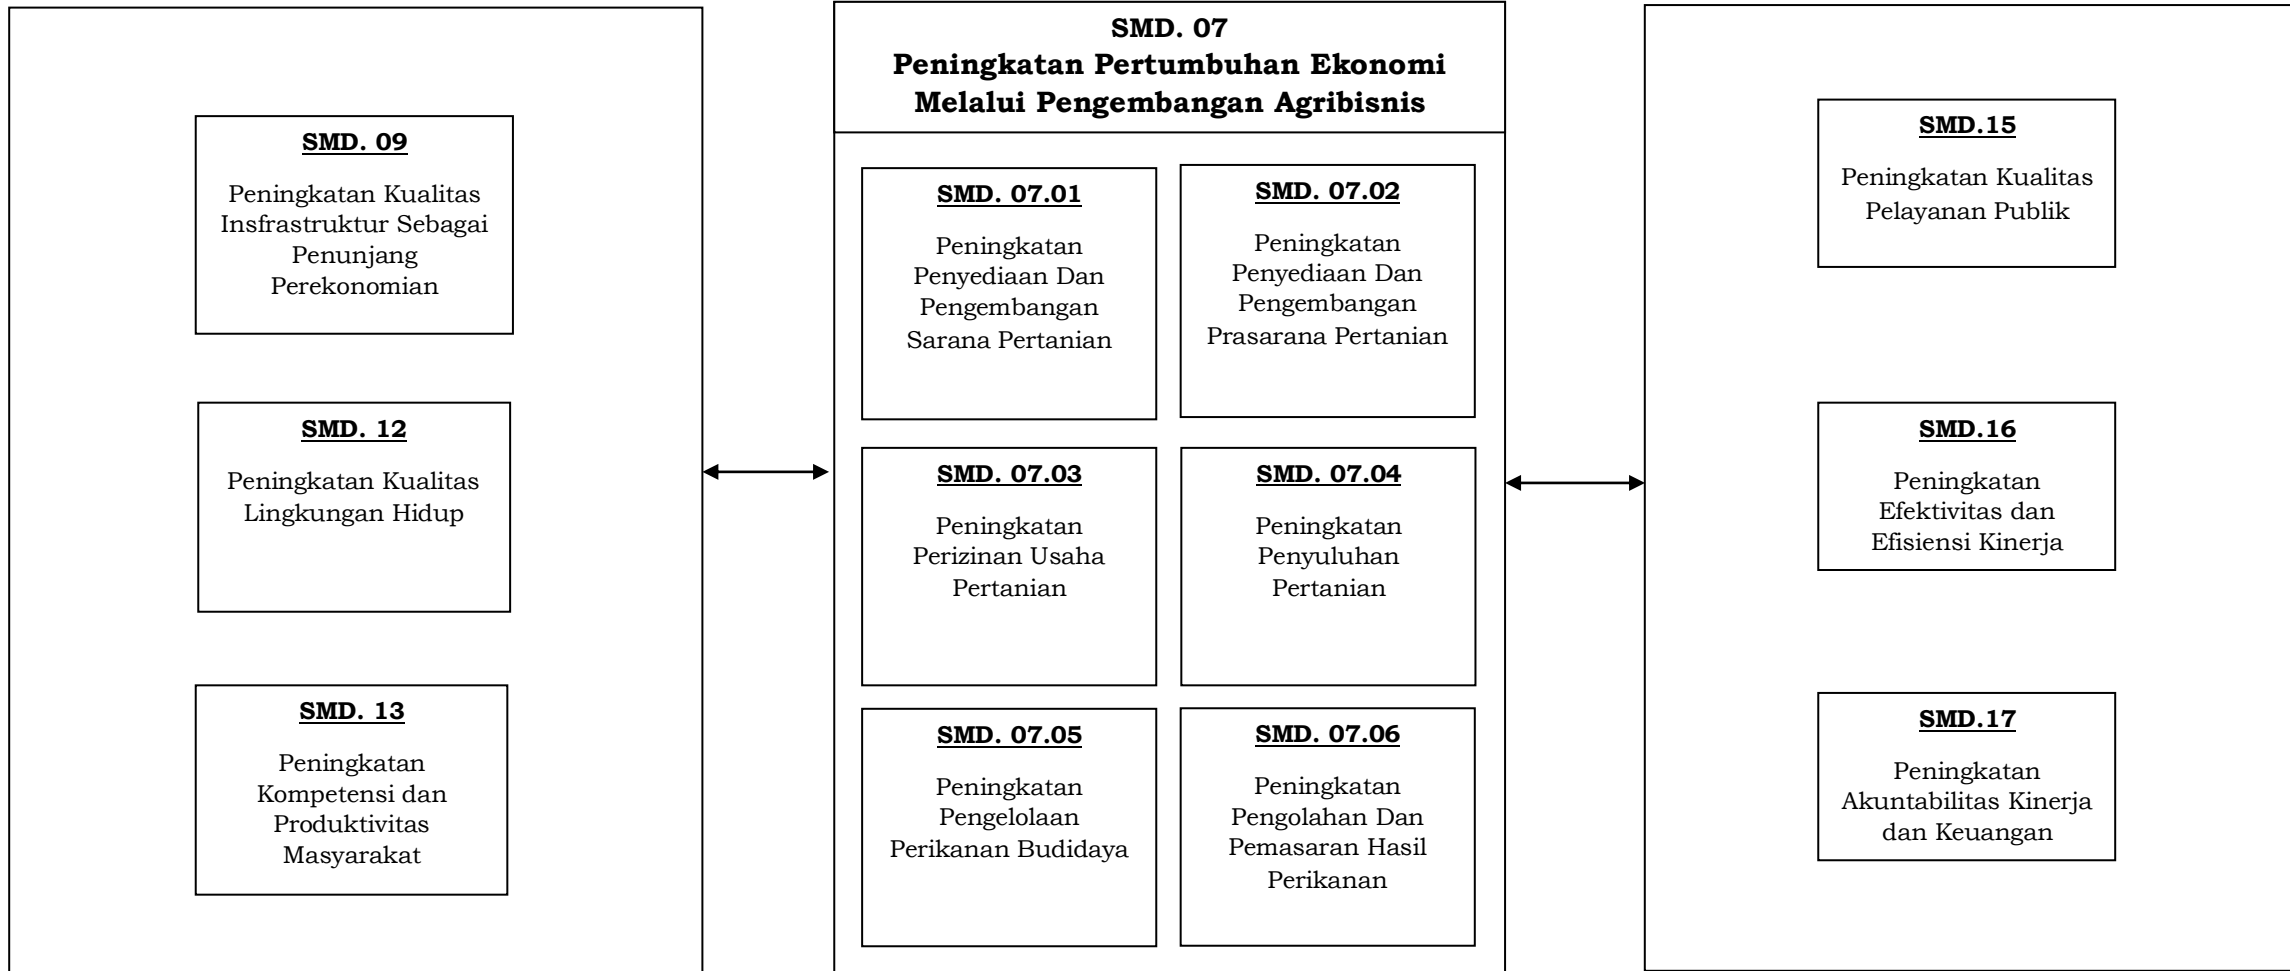 SMD. 09
Peningkatan Kualitas
Insfrastruktur Sebagai
Penunjang
Perekonomian
SMD. 12
Peningkatan Kualitas
Lingkungan Hidup
SMD. 13
Peningkatan
Kompetensi dan
Produktivitas
Masyarakat
SMD. 07
Peningkatan Pertumbuhan Ekonomi
Melalui Pengembangan Agribisnis
SMD. 07.01
Peningkatan
Penyediaan Dan
Pengembangan
Sarana Pertanian
SMD. 07.02
Peningkatan
Penyediaan Dan
Pengembangan
Prasarana Pertanian
SMD. 07.03
Peningkatan
Perizinan Usaha
Pertanian
SMD. 07.04
Peningkatan
Penyuluhan
Pertanian
SMD. 07.05
Peningkatan
Pengelolaan
Perikanan Budidaya
SMD. 07.06
Peningkatan
Pengolahan Dan
Pemasaran Hasil
Perikanan
SMD.15
Peningkatan Kualitas
Pelayanan Publik
SMD.16
Peningkatan
Efektivitas dan
Efisiensi Kinerja
SMD.17
Peningkatan
Akuntabilitas Kinerja
dan Keuangan